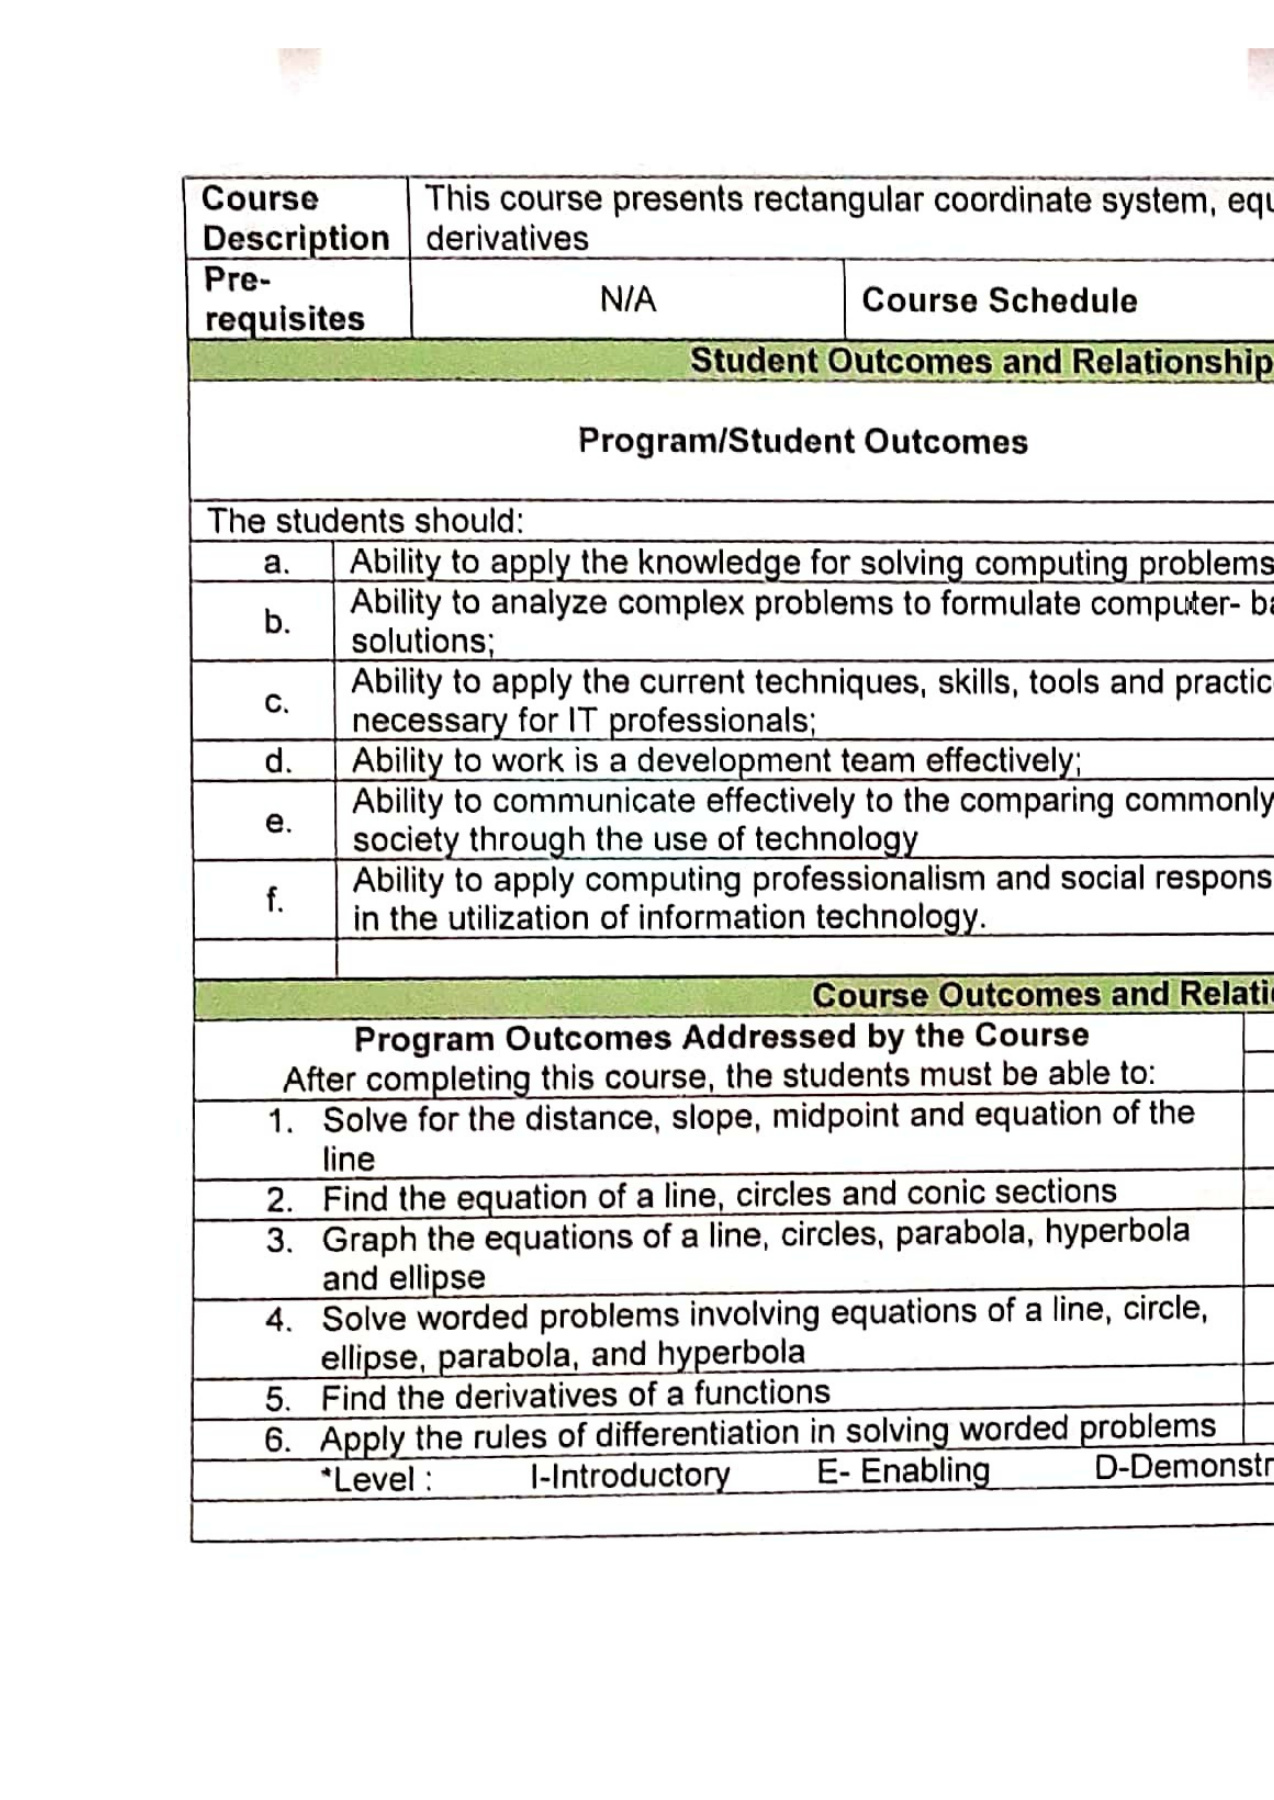 Course
Description
This course presents rectangular coordinate system, equ
derivatives
Pre-
requisites
N/A
Course Schedule
Student Outcomes and Relationship
Program/Student Outcomes
The students should:
a. Ability to apply the knowledge for solving computing problems
b. Ability to analyze complex problems to formulate computer- ba
solutions;
c. Ability to apply the current techniques, skills, tools and practic
necessary for IT professionals;
d. Ability to work is a development team effectively;
e. Ability to communicate effectively to the comparing commonly
society through the use of technology
f. Ability to apply computing professionalism and social respons
in the utilization of information technology.
Course Outcomes and Relati
Program Outcomes Addressed by the Course
After completing this course, the students must be able to:
1. Solve for the distance, slope, midpoint and equation of the
line
2. Find the equation of a line, circles and conic sections
3. Graph the equations of a line, circles, parabola, hyperbola
and ellipse
4. Solve worded problems involving equations of a line, circle,
ellipse, parabola, and hyperbola
5. Find the derivatives of a functions
6. Apply the rules of differentiation in solving worded problems
*Level : I-Introductory E- Enabling D-Demonstr